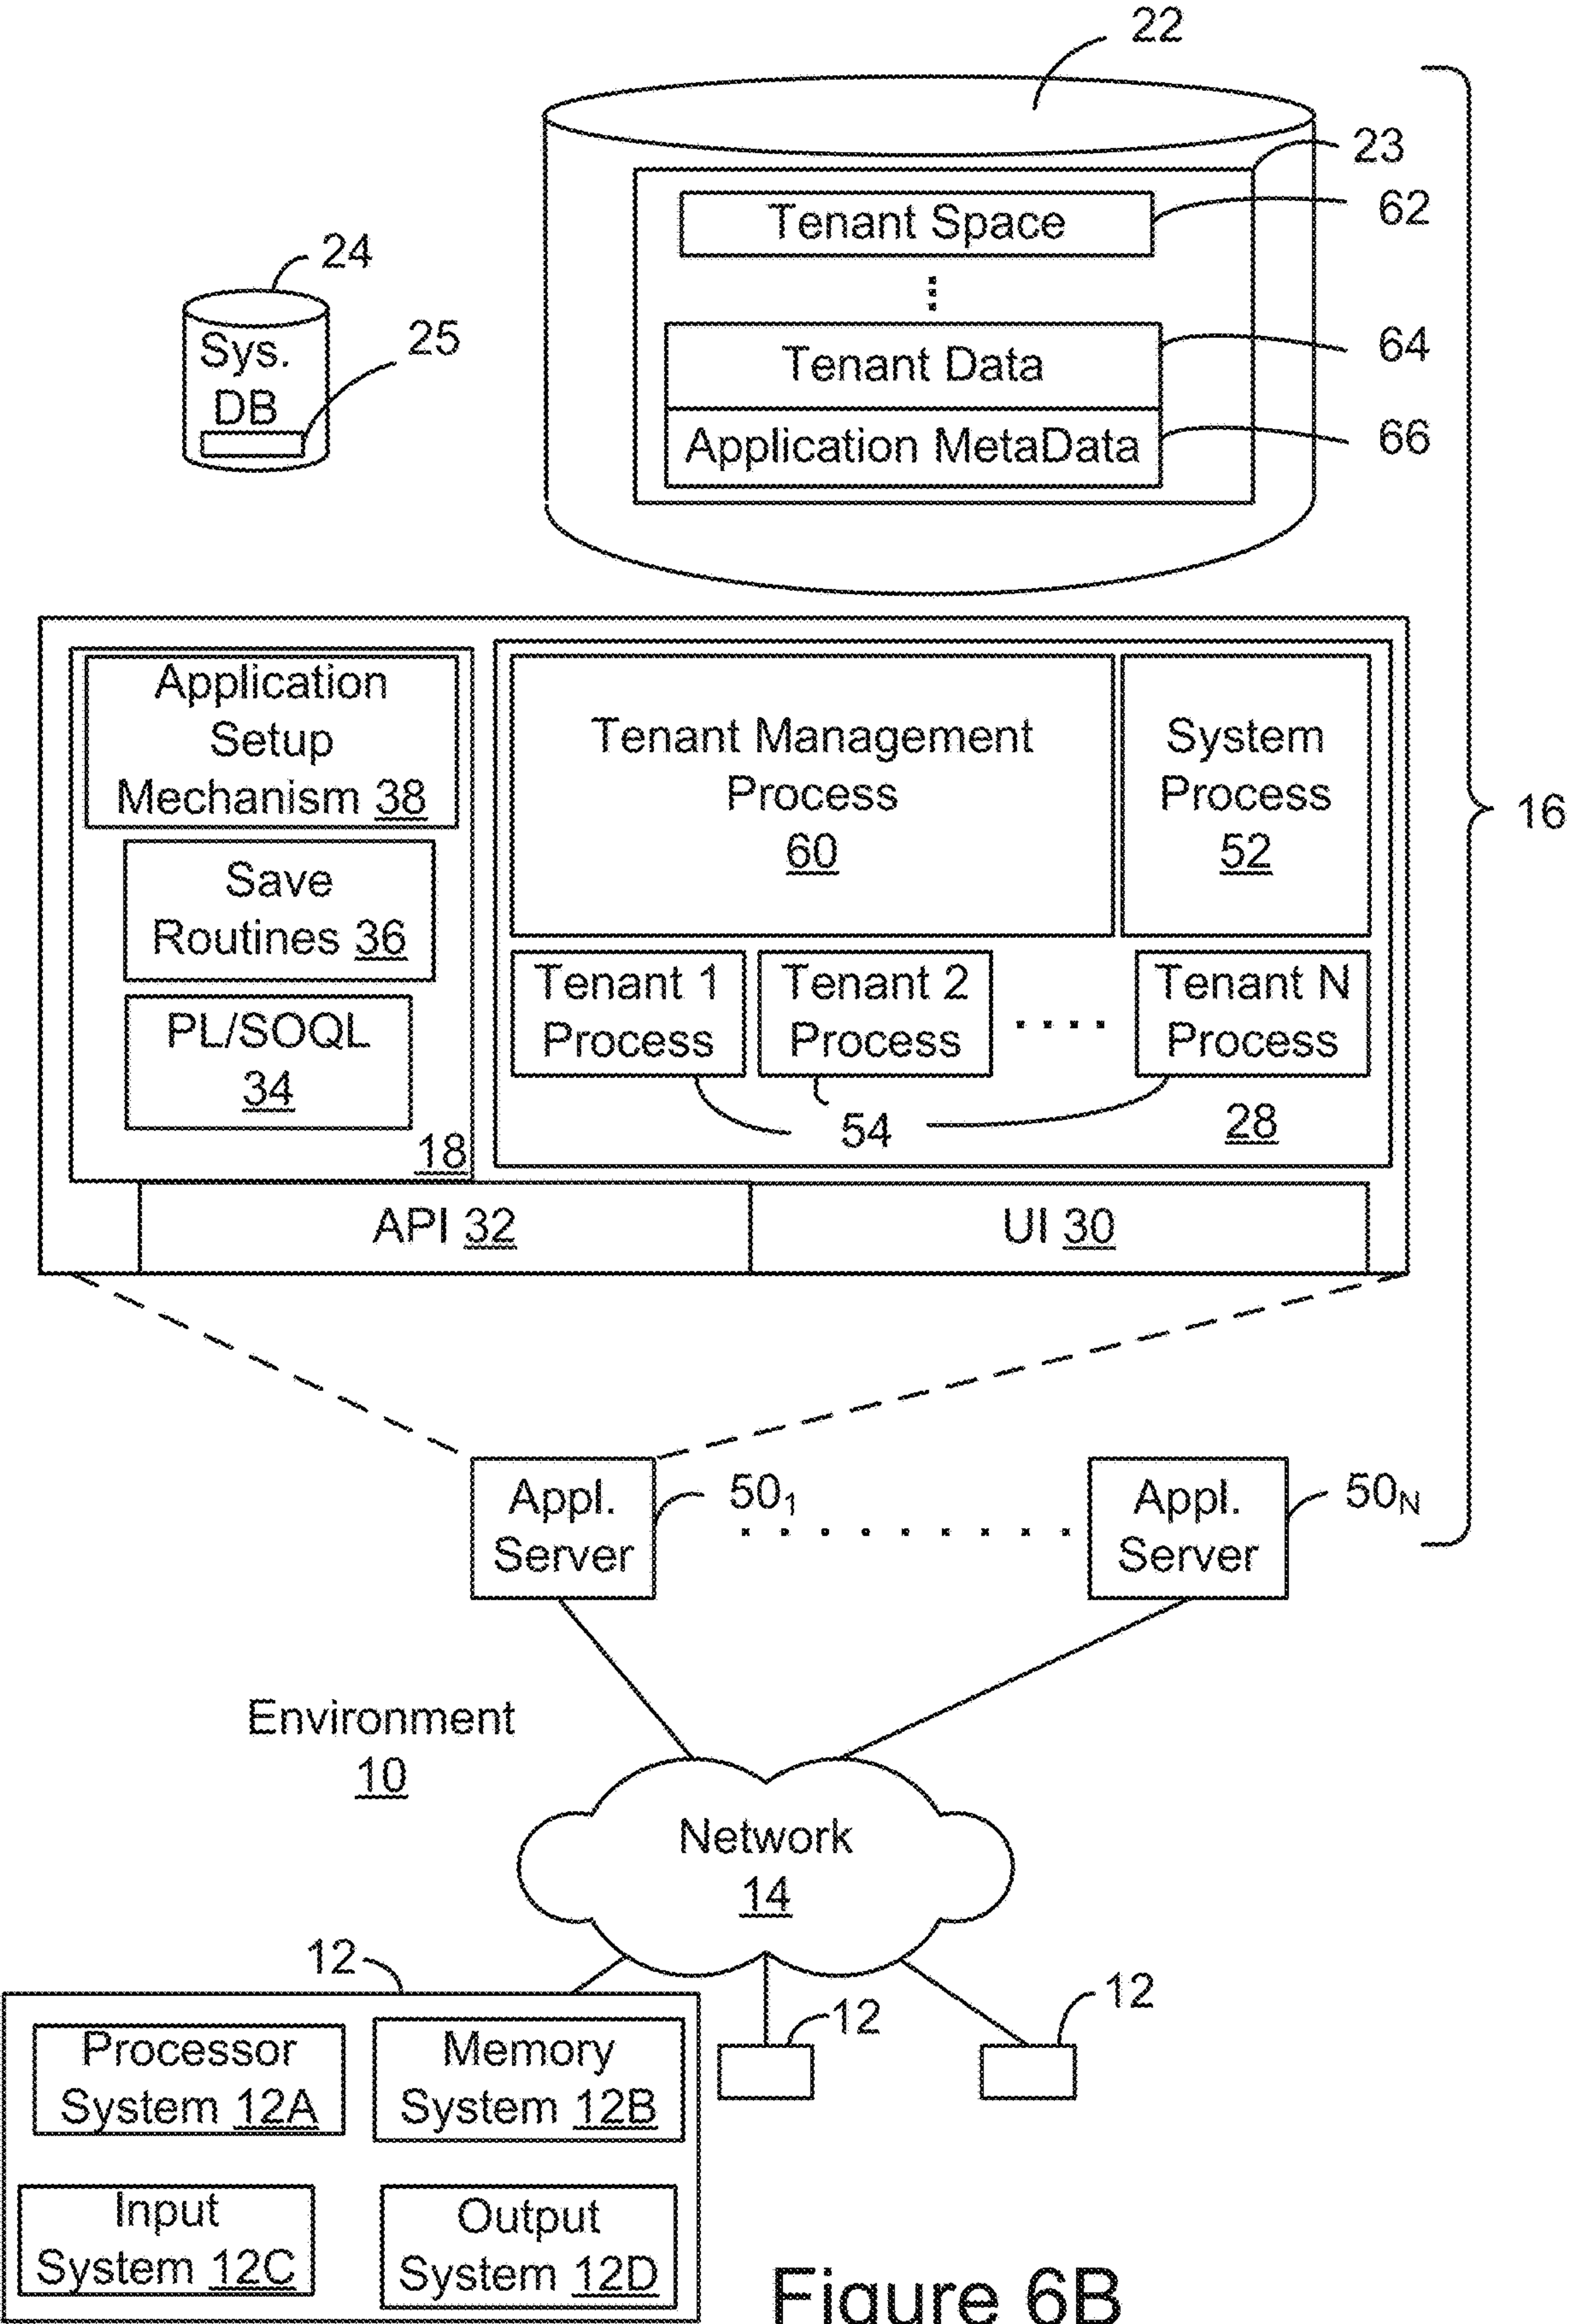 22
23
Tenant Space
62
24
Sys.
DB
25
Tenant Data
64
Application MetaData
66
16
Application
Setup
Mechanism 38
Save
Routines 36
PL/SOQL
34
18
Tenant Management
Process
60
System
Process
52
Tenant 1
Process
Tenant 2
Process
Tenant N
Process
54
28
API 32
UI 30
Appl.
Server
50₁
Appl.
Server
50N
Environment
10
Network
14
12
12
12
Processor
System 12A
Memory
System 12B
Input
System 12C
Output
System 12D
Figure 6B